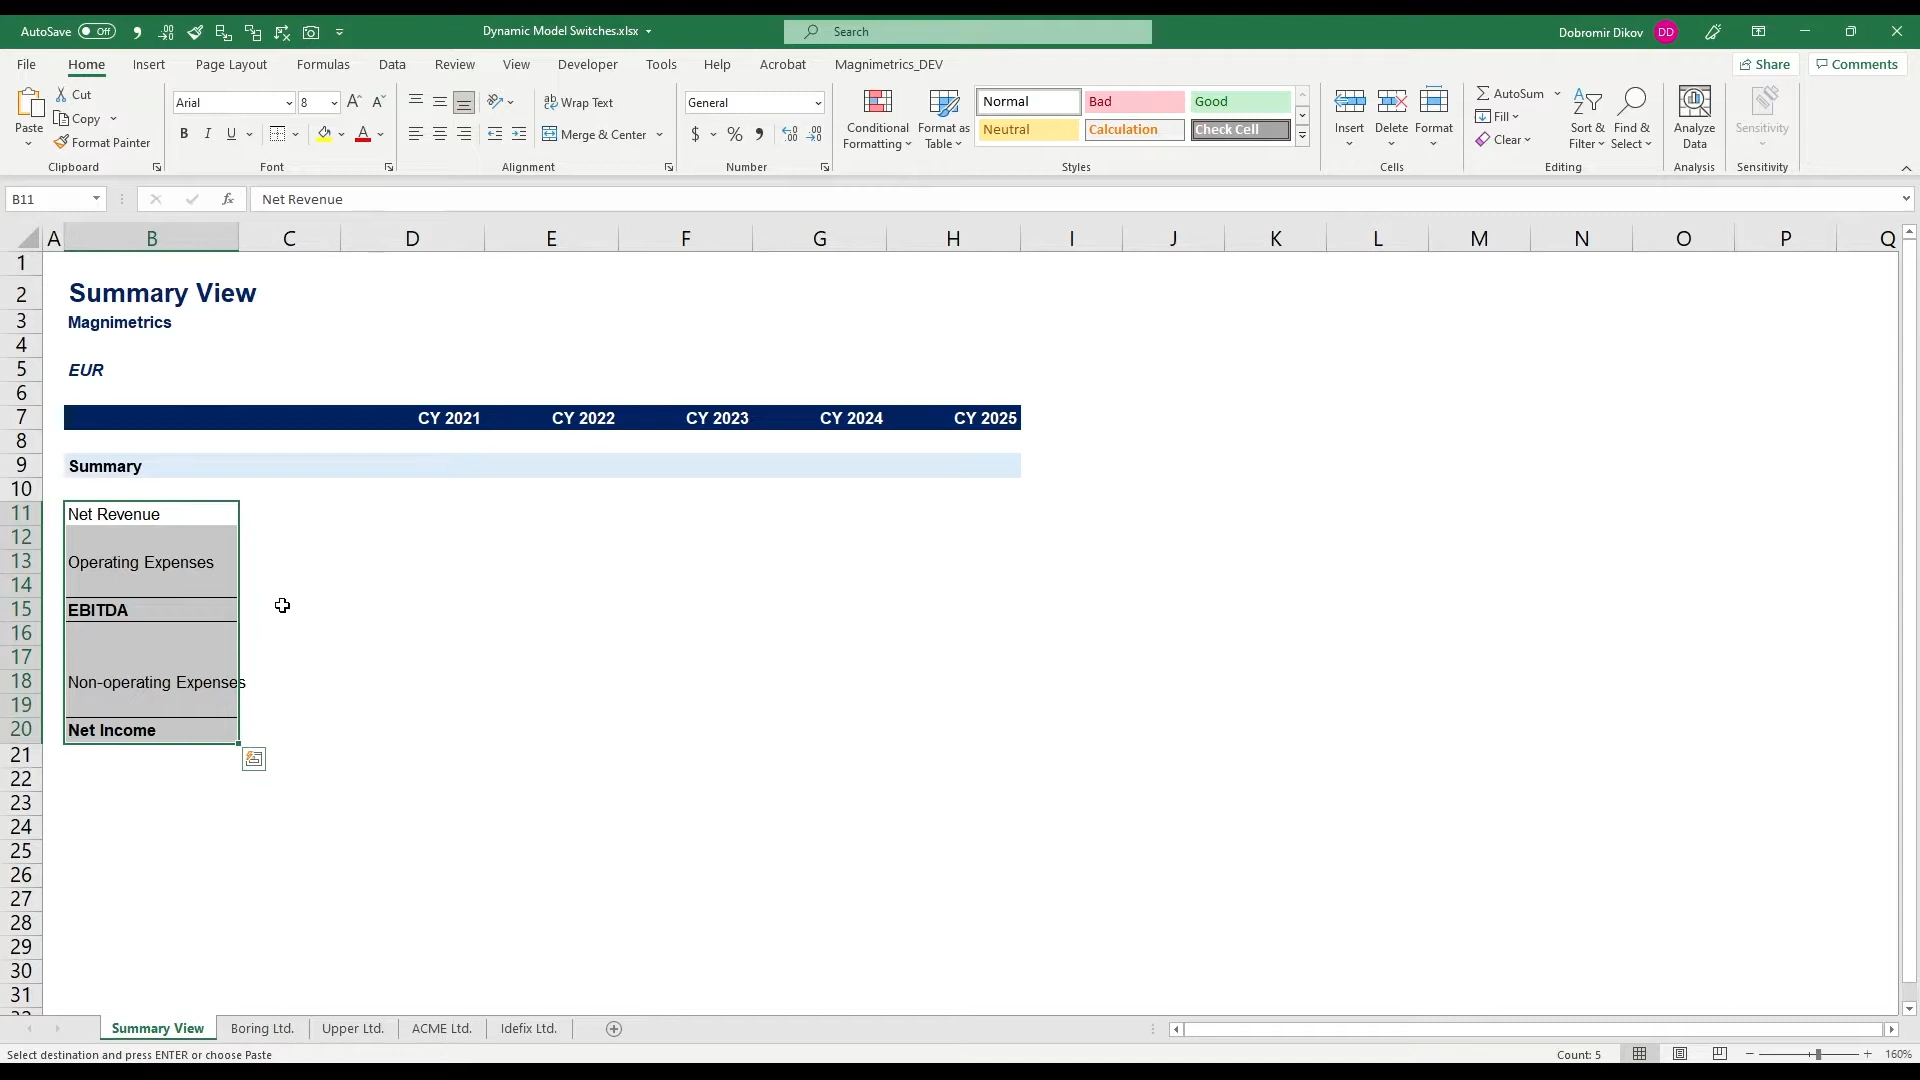 AutoSave Off Dynamic Model Switches.xlsx Search Dobromir Dikov DD
File Home Insert Page Layout Formulas Data Review View Developer Tools Help Acrobat Magnimetrics_DEV Share Comments
Paste Cut Copy Format Painter Clipboard
Arial 8 B I U Font
Wrap Text Merge & Center Alignment
General $ % Number
Conditional Formatting Format as Table
Normal Bad Good
Neutral Calculation Check Cell
Styles
Insert Delete Format Cells
AutoSum Fill Clear Sort & Filter Find & Select Editing
Analyze Data Analysis
Sensitivity Sensitivity
B11 fx Net Revenue
A B C D E F G H I J K L M N O P Q
1
2 Summary View
3 Magnimetrics
4
5 EUR
6
7 CY 2021 CY 2022 CY 2023 CY 2024 CY 2025
8
9 Summary
10
11 Net Revenue
12
13 Operating Expenses
14
15 EBITDA
16
17
18 Non-operating Expenses
19
20 Net Income
21
22
23
24
25
26
27
28
29
30
31
Summary View Boring Ltd. Upper Ltd. ACME Ltd. Idefix Ltd.
Select destination and press ENTER or choose Paste Count: 5 160%